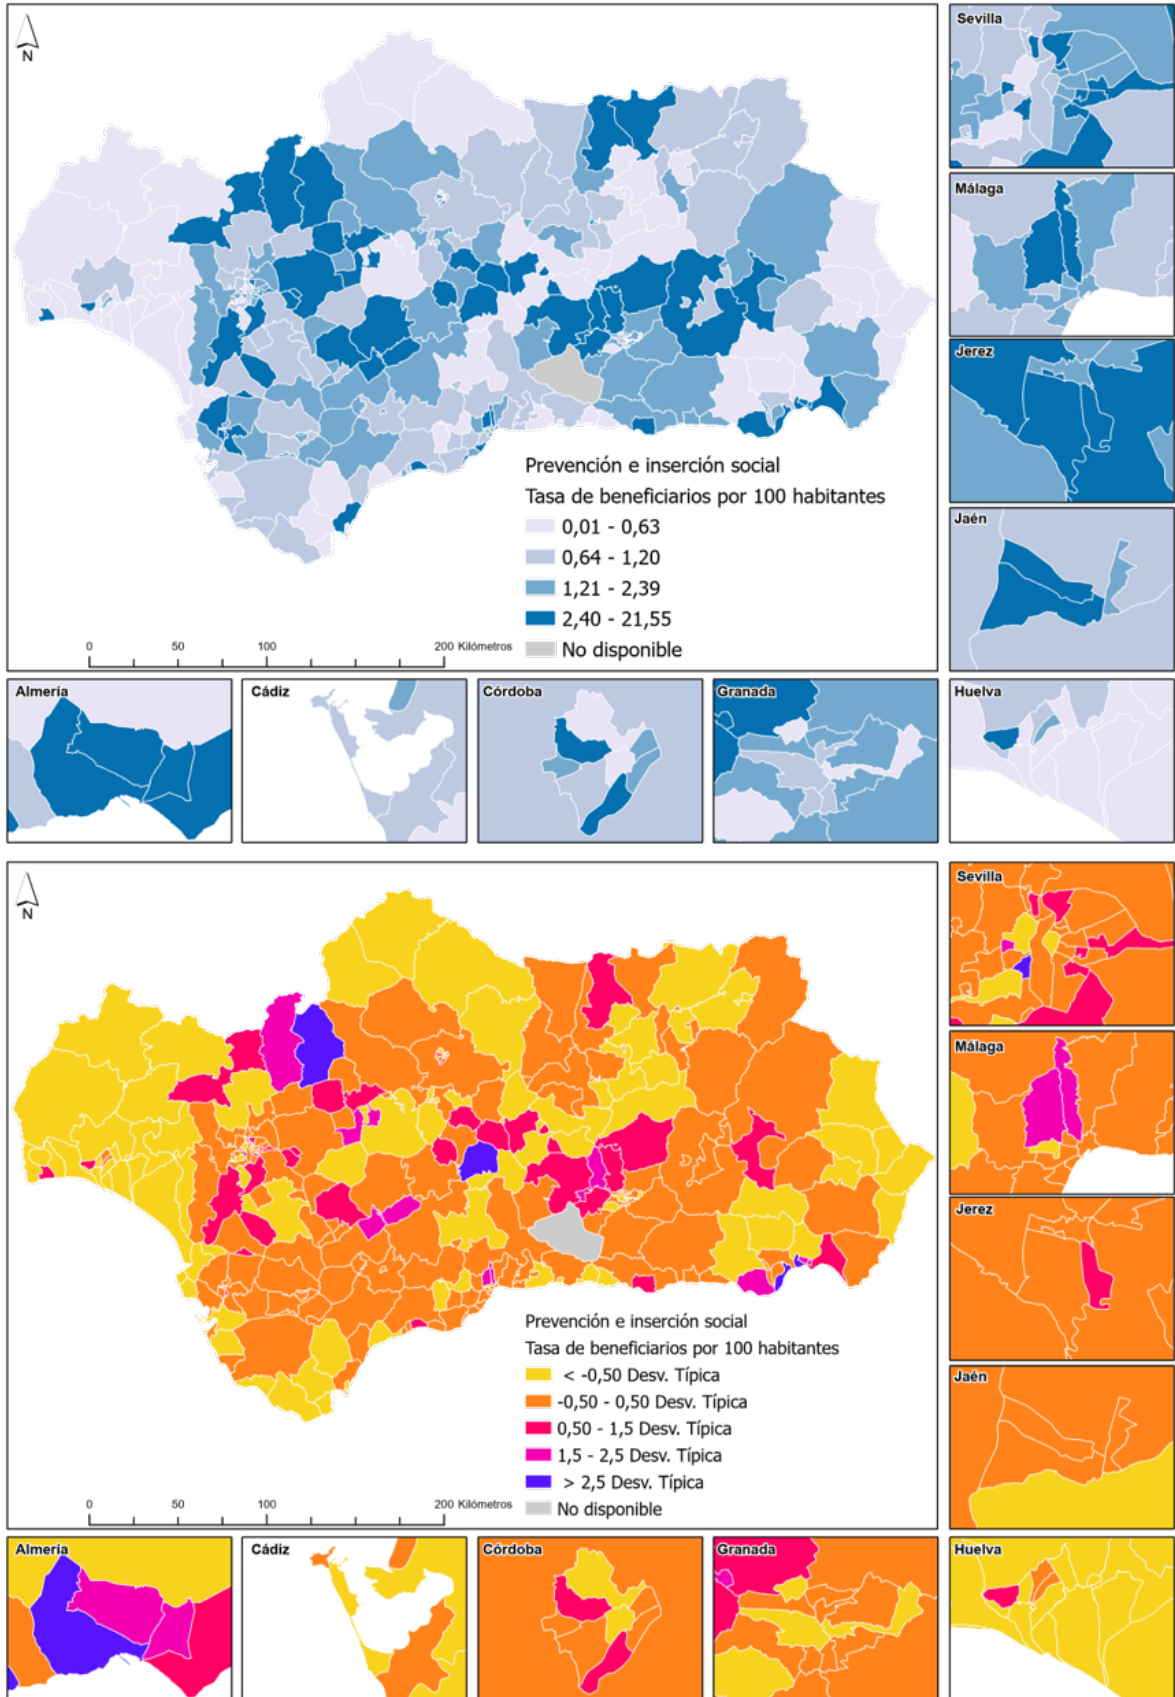 N
Prevención e inserción social
Tasa de beneficiarios por 100 habitantes
0,01 - 0,63
0,64 - 1,20
1,21 - 2,39
2,40 - 21,55
No disponible
0 50 100 200 Kilómetros
Sevilla
Málaga
Jerez
Jaén
Almería
Cádiz
Córdoba
Granada
Huelva
N
Prevención e inserción social
Tasa de beneficiarios por 100 habitantes
< -0,50 Desv. Típica
-0,50 - 0,50 Desv. Típica
0,50 - 1,5 Desv. Típica
1,5 - 2,5 Desv. Típica
> 2,5 Desv. Típica
No disponible
0 50 100 200 Kilómetros
Sevilla
Málaga
Jerez
Jaén
Almería
Cádiz
Córdoba
Granada
Huelva